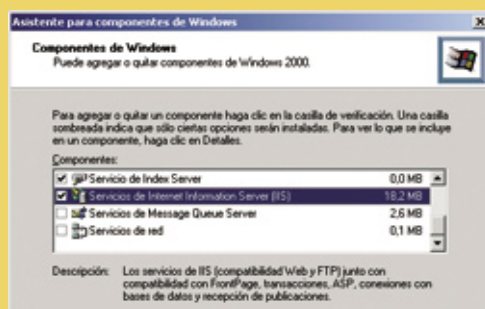 Asistente para componentes de Windows
Componentes de Windows
Puede agregar o quitar componentes de Windows 2000.
Para agregar o quitar un componente haga clic en la casilla de verificación. Una casilla
sombreada indica que sólo ciertas opciones serán instaladas. Para ver lo que se incluye
en un componente, haga clic en Detalles.
Componentes:
Servicio de Index Server 0,0 MB
Servicios de Internet Information Server (IIS) 18.2 MB
Servicios de Message Queue Server 2,6 MB
Servicios de red 0,1 MB
Descripción: Los servicios de IIS (compatibilidad Web y FTP) junto con
compatibilidad con FrontPage, transacciones, ASP, conexiones con
bases de datos y recepción de publicaciones.